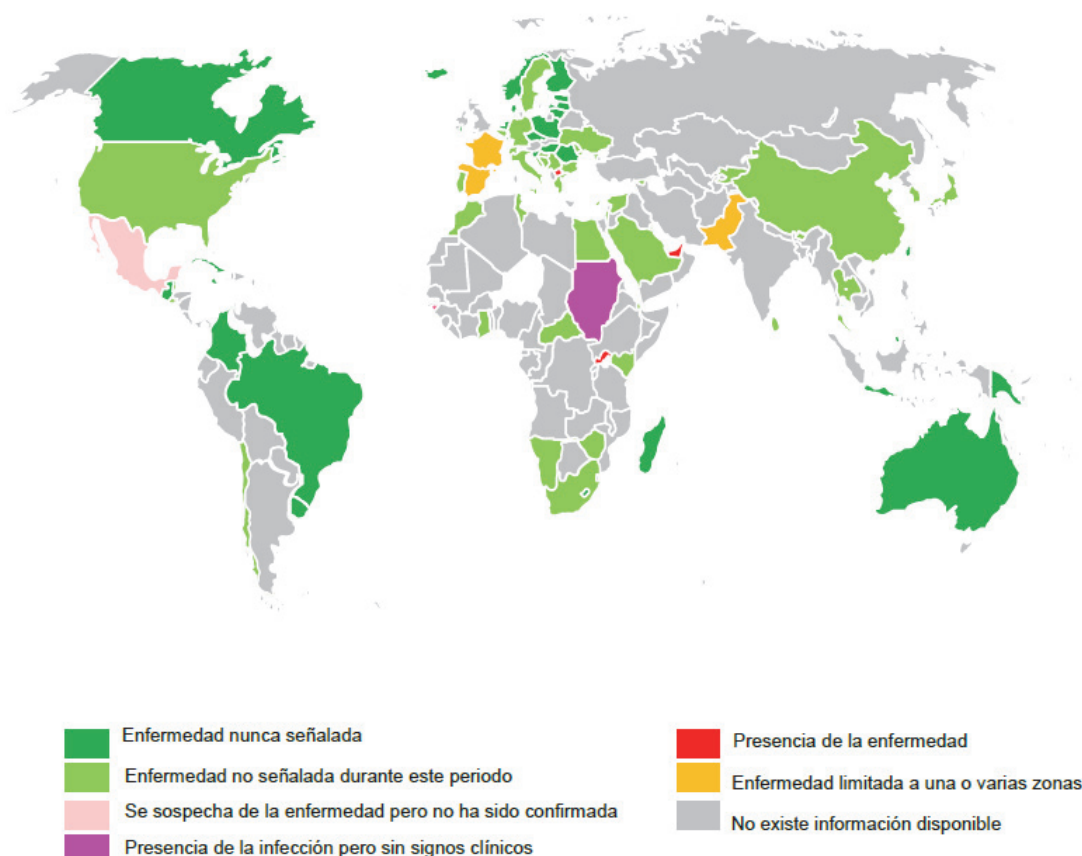 Enfermedad nunca señalada
Enfermedad no señalada durante este periodo
Se sospecha de la enfermedad pero no ha sido confirmada
Presencia de la infección pero sin signos clínicos
Presencia de la enfermedad
Enfermedad limitada a una o varias zonas
No existe información disponible